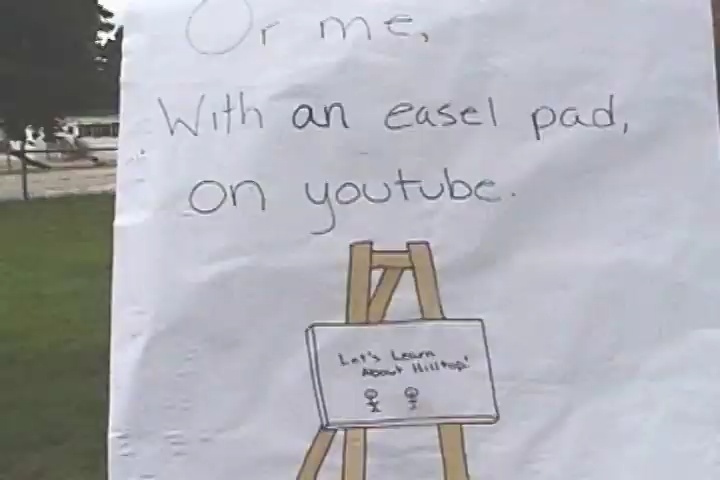 Or me,
With an easel pad,
on youtube.
Let's Learn
About Hilltop!